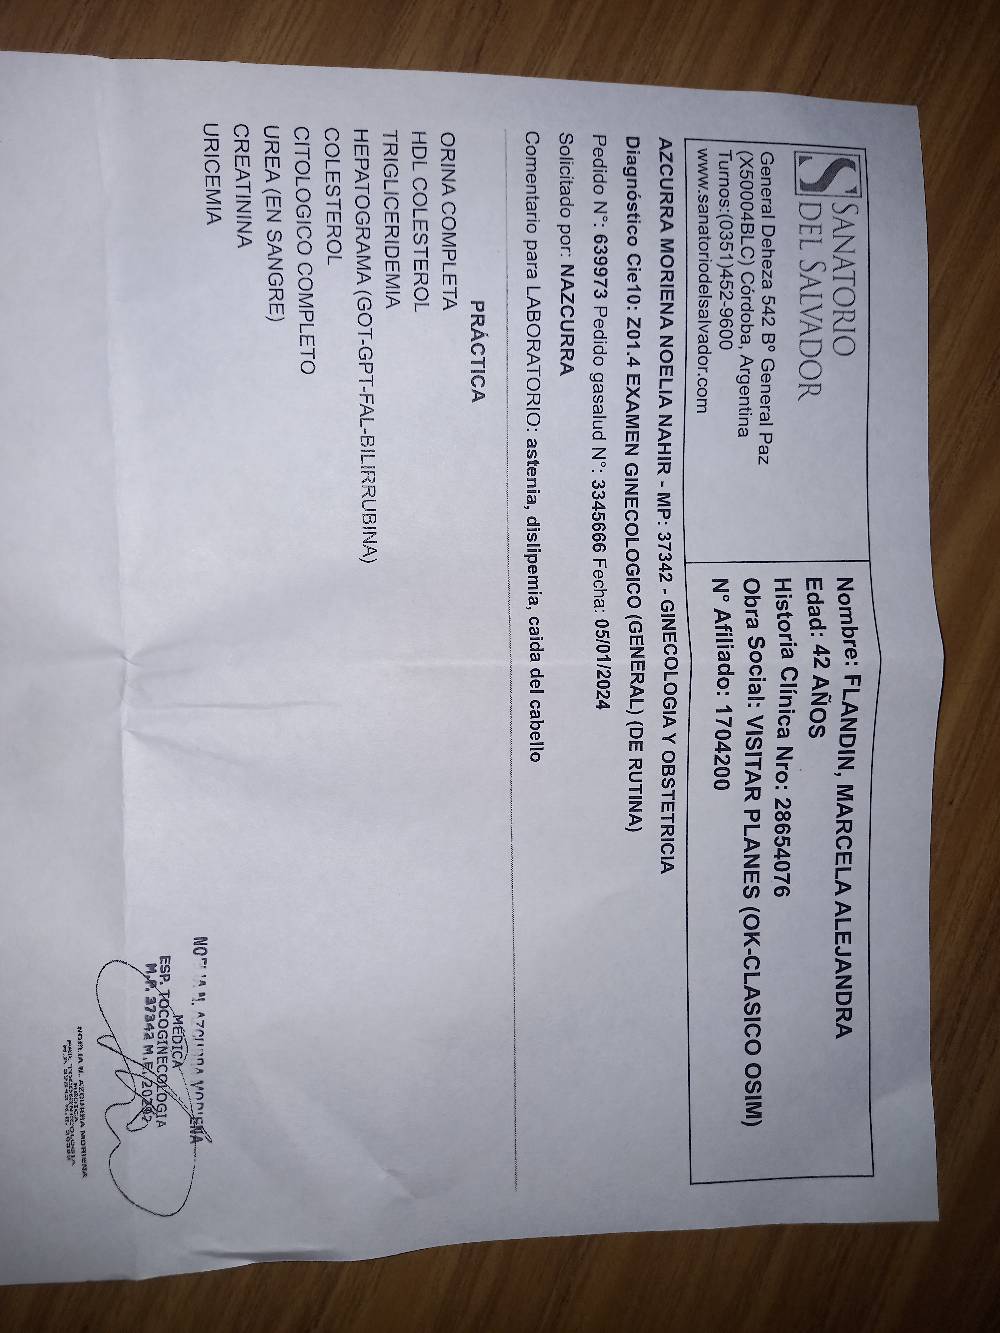 SANATORIO
DEL SALVADOR
General Deheza 542 Bº General Paz
(X50004BLC) Córdoba, Argentina
Turnos:(0351)452-9600
www.sanatoriodelsalvador.com
Nombre: FLANDIN, MARCELA ALEJANDRA
Edad: 42 AÑOS
Historia Clínica Nro: 28654076
Obra Social: VISITAR PLANES (OK-CLASICO OSIM)
N° Afiliado: 1704200
AZCURRA MORIENA NOELIA NAHIR - MP: 37342 - GINECOLOGIA Y OBSTETRICIA
Diagnóstico Cie10: Z01.4 EXAMEN GINECOLOGICO (GENERAL) (DE RUTINA)
Pedido N°: 639973 Pedido gasalud N°: 3345666 Fecha: 05/01/2024
Solicitado por: NAZCURRA
Comentario para LABORATORIO: astenia, dislipemia, caida del cabello
PRÁCTICA
ORINA COMPLETA
HDL COLESTEROL
TRIGLICERIDEMIA
HEPATOGRAMA (GOT-GPT-FAL-BILIRRUBINA)
COLESTEROL
CITOLOGICO COMPLETO
UREA (EN SANGRE)
CREATININA
URICEMIA
NOELIA N. AZCURRA MORIENA
MÉDICA
ESP. TOCOGINECOLOGIA
M.P. 37342 M.E.
NOELIA N. AZCURRA MORIENA
MÉDICA